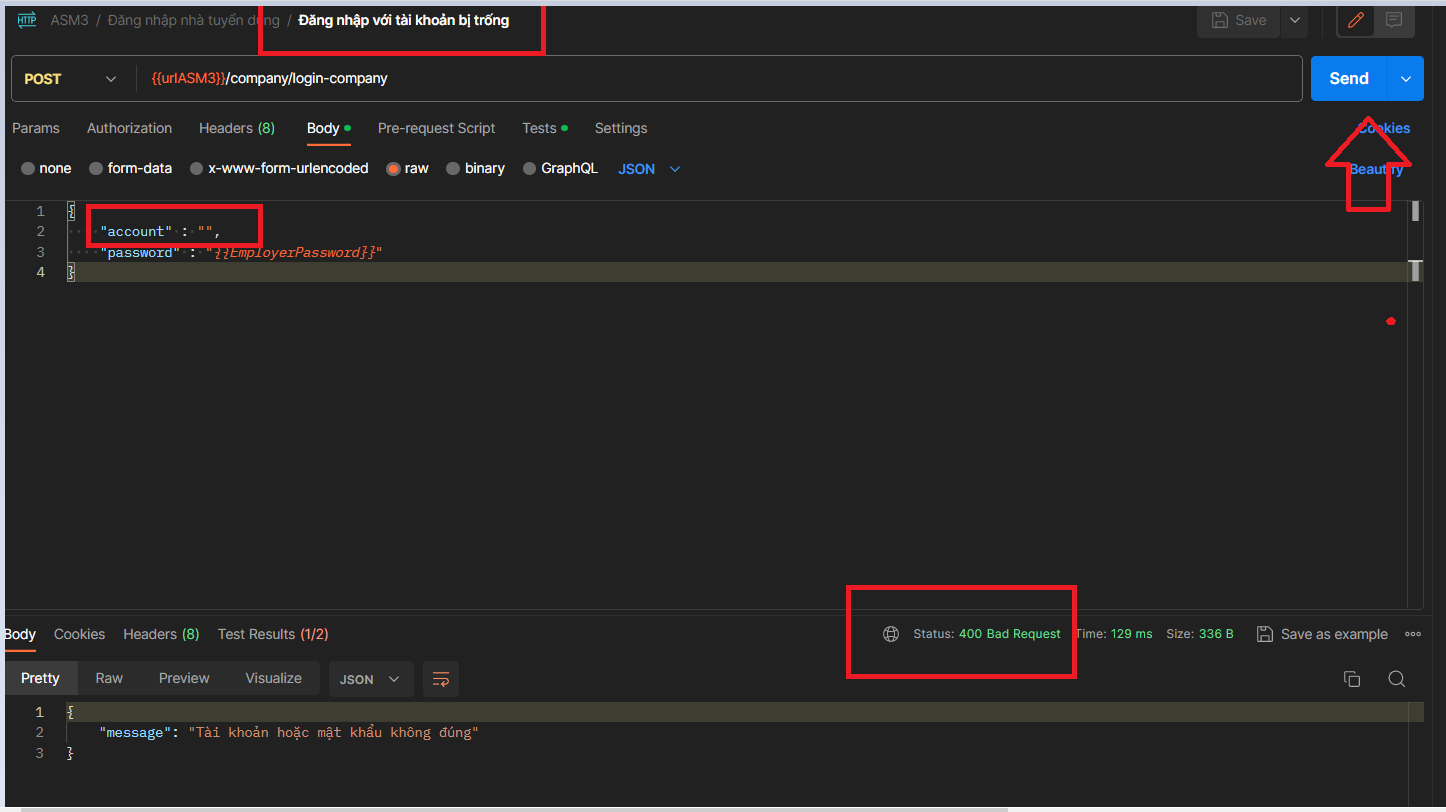 HTTP ASM3 / Đăng nhập nhà tuyển dụng / Đăng nhập với tài khoản bị trống Save
POST {{urlASM3}}/company/login-company Send
Params Authorization Headers (8) Body Pre-request Script Tests Settings Cookies
none form-data x-www-form-urlencoded raw binary GraphQL JSON Beautify
1 {
2 "account" : "",
3 "password" : "{{EmployerPassword}}"
4 }
Body Cookies Headers (8) Test Results (1/2) Status: 400 Bad Request Time: 129 ms Size: 336 B Save as example
Pretty Raw Preview Visualize JSON
1 {
2 "message": "Tài khoản hoặc mật khẩu không đúng"
3 }